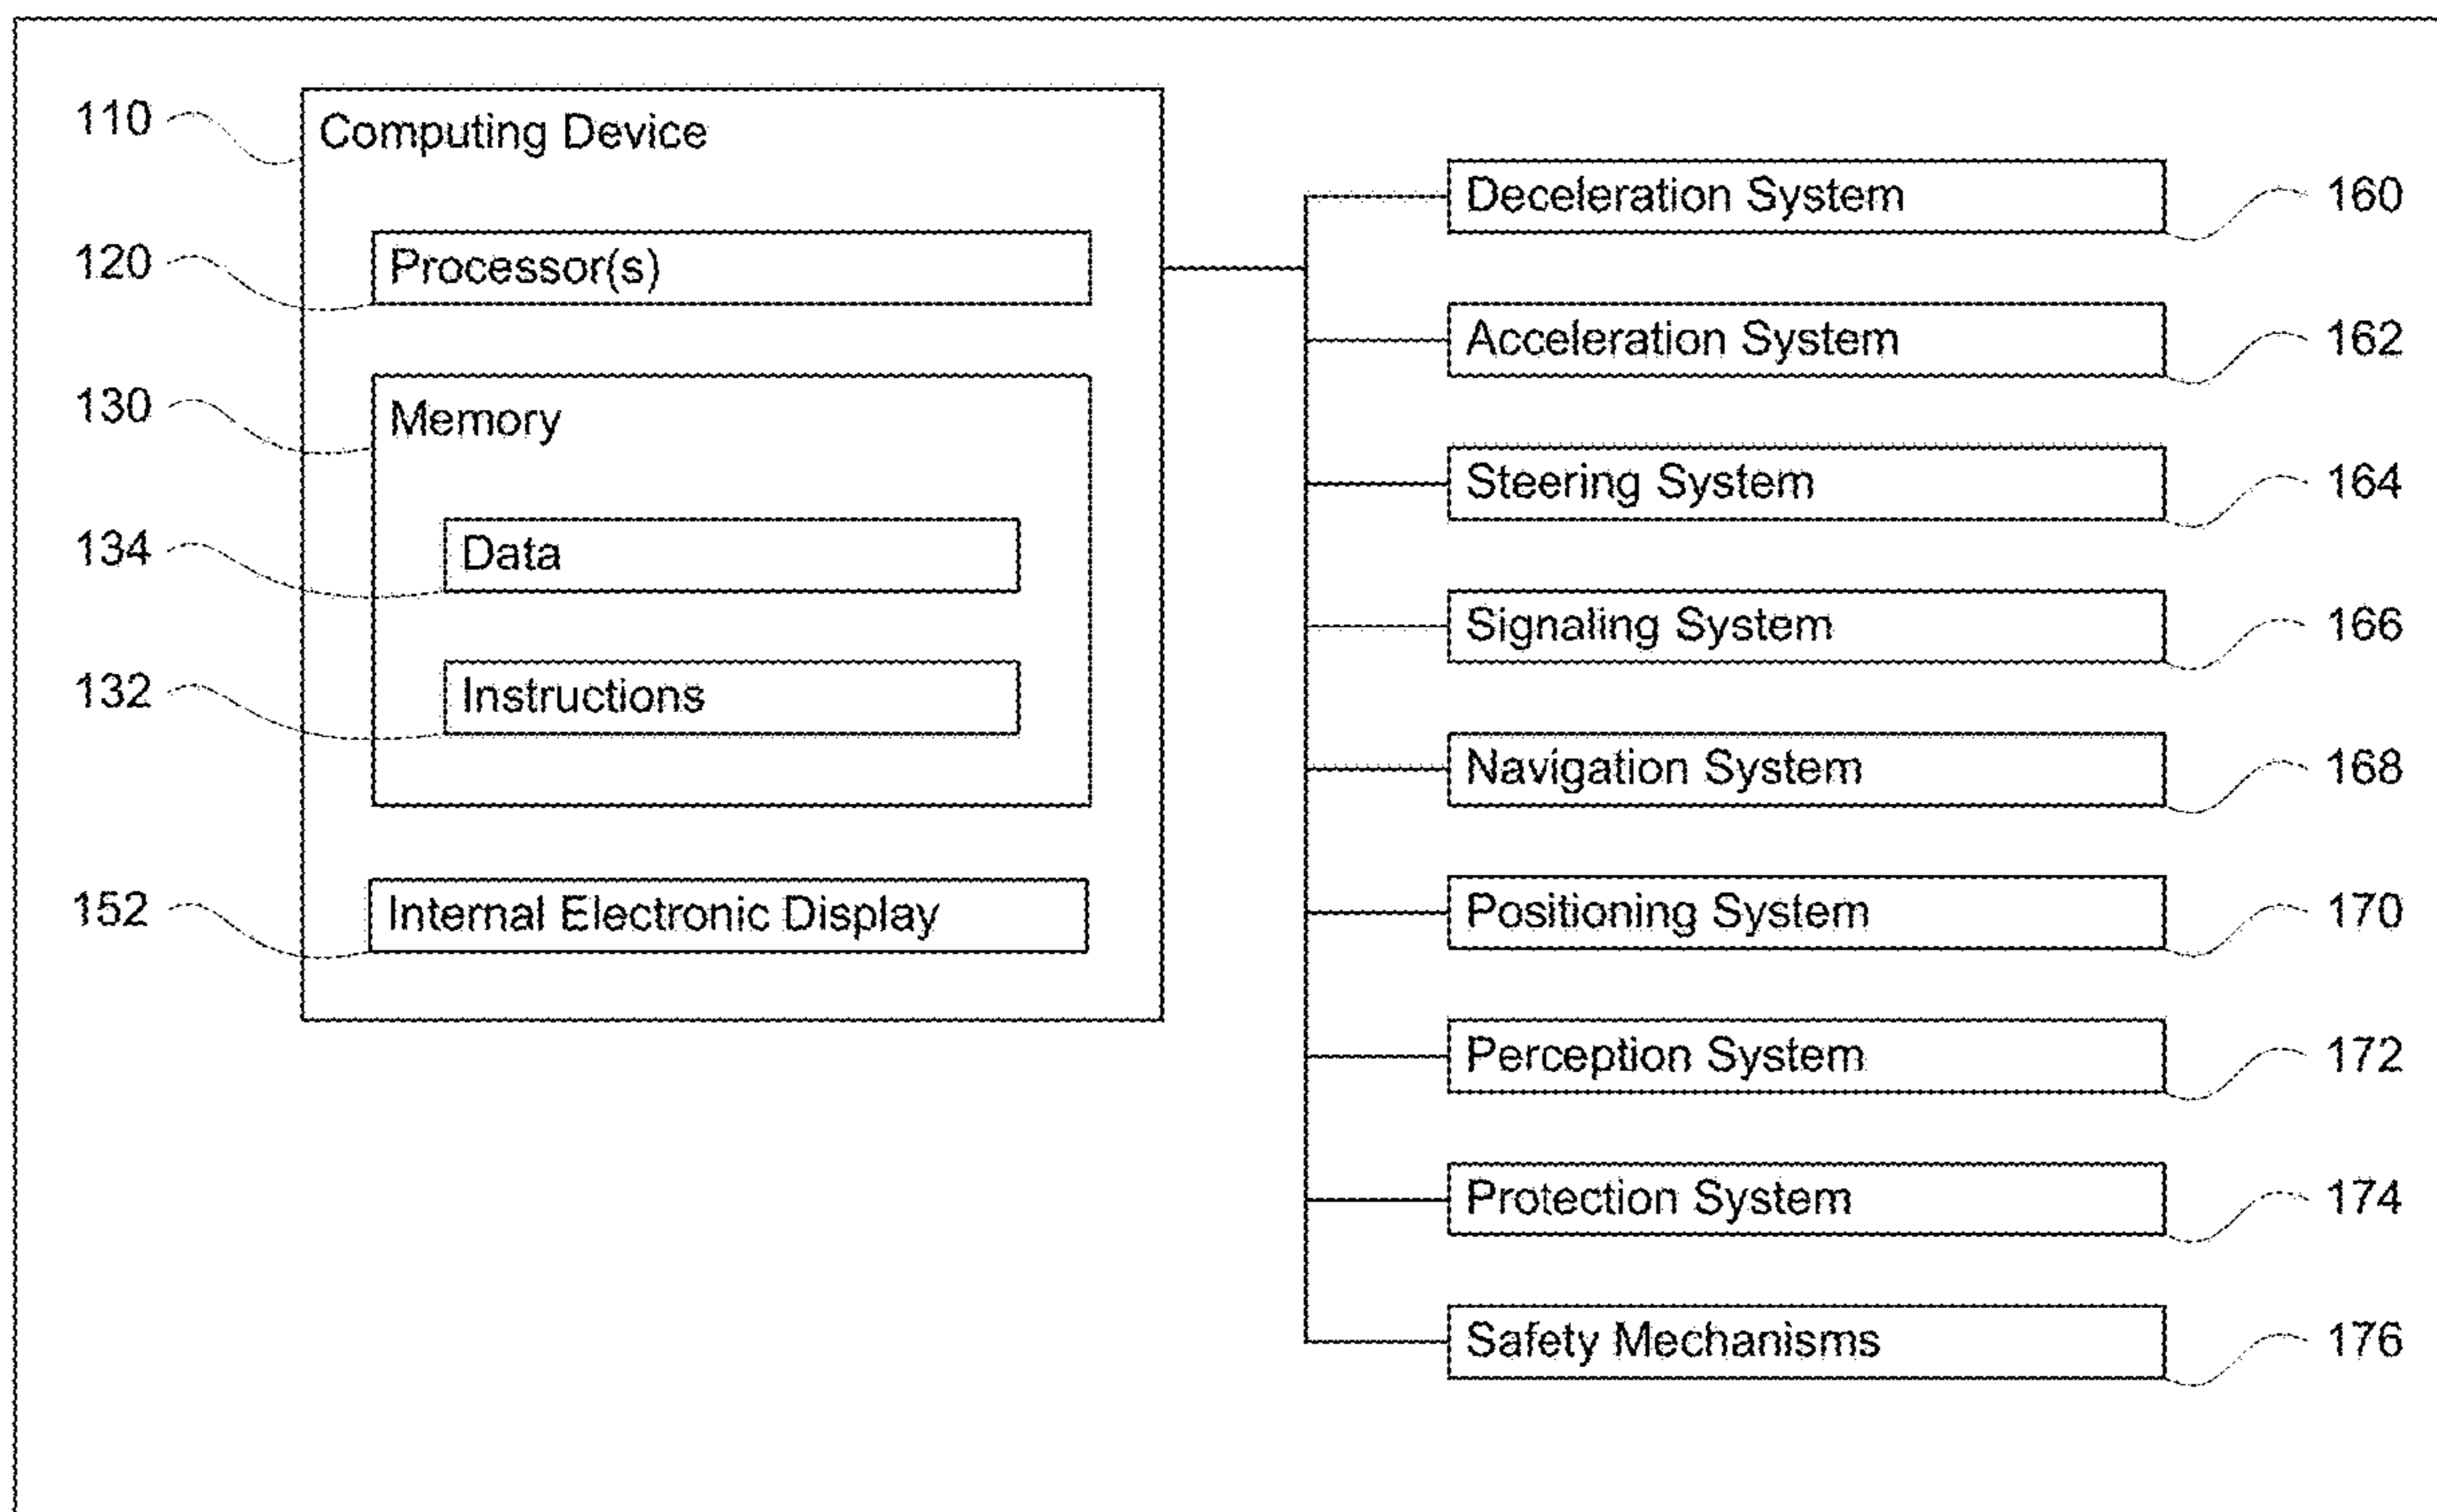 110
Computing Device
120
Processor(s)
130
Memory
134
Data
132
Instructions
152
Internal Electronic Display
Deceleration System
160
Acceleration System
162
Steering System
164
Signaling System
166
Navigation System
168
Positioning System
170
Perception System
172
Protection System
174
Safety Mechanisms
176